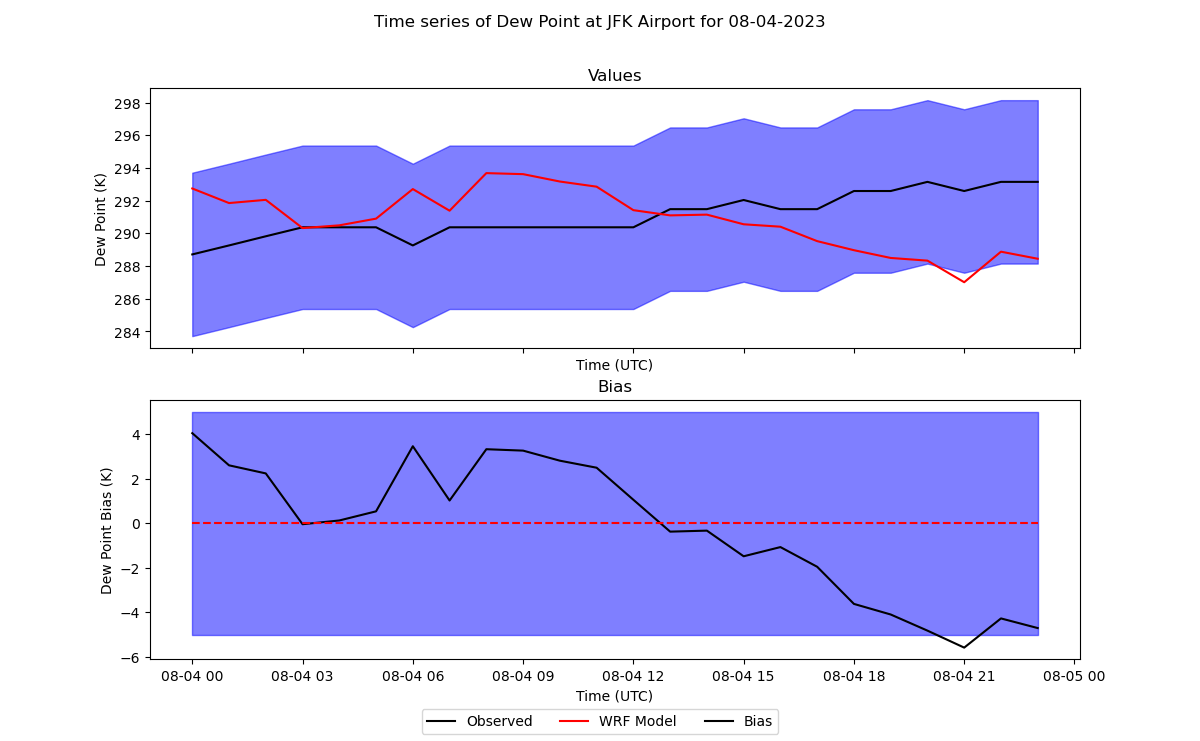 Time series of Dew Point at JFK Airport for 08-04-2023
Values
298
296
294
292
290
288
286
284
Dew Point (K)
Time (UTC)
Bias
4
2
0
−2
−4
−6
Dew Point Bias (K)
08-04 00 08-04 03 08-04 06 08-04 09 08-04 12 08-04 15 08-04 18 08-04 21 08-05 00
Time (UTC)
Observed WRF Model Bias